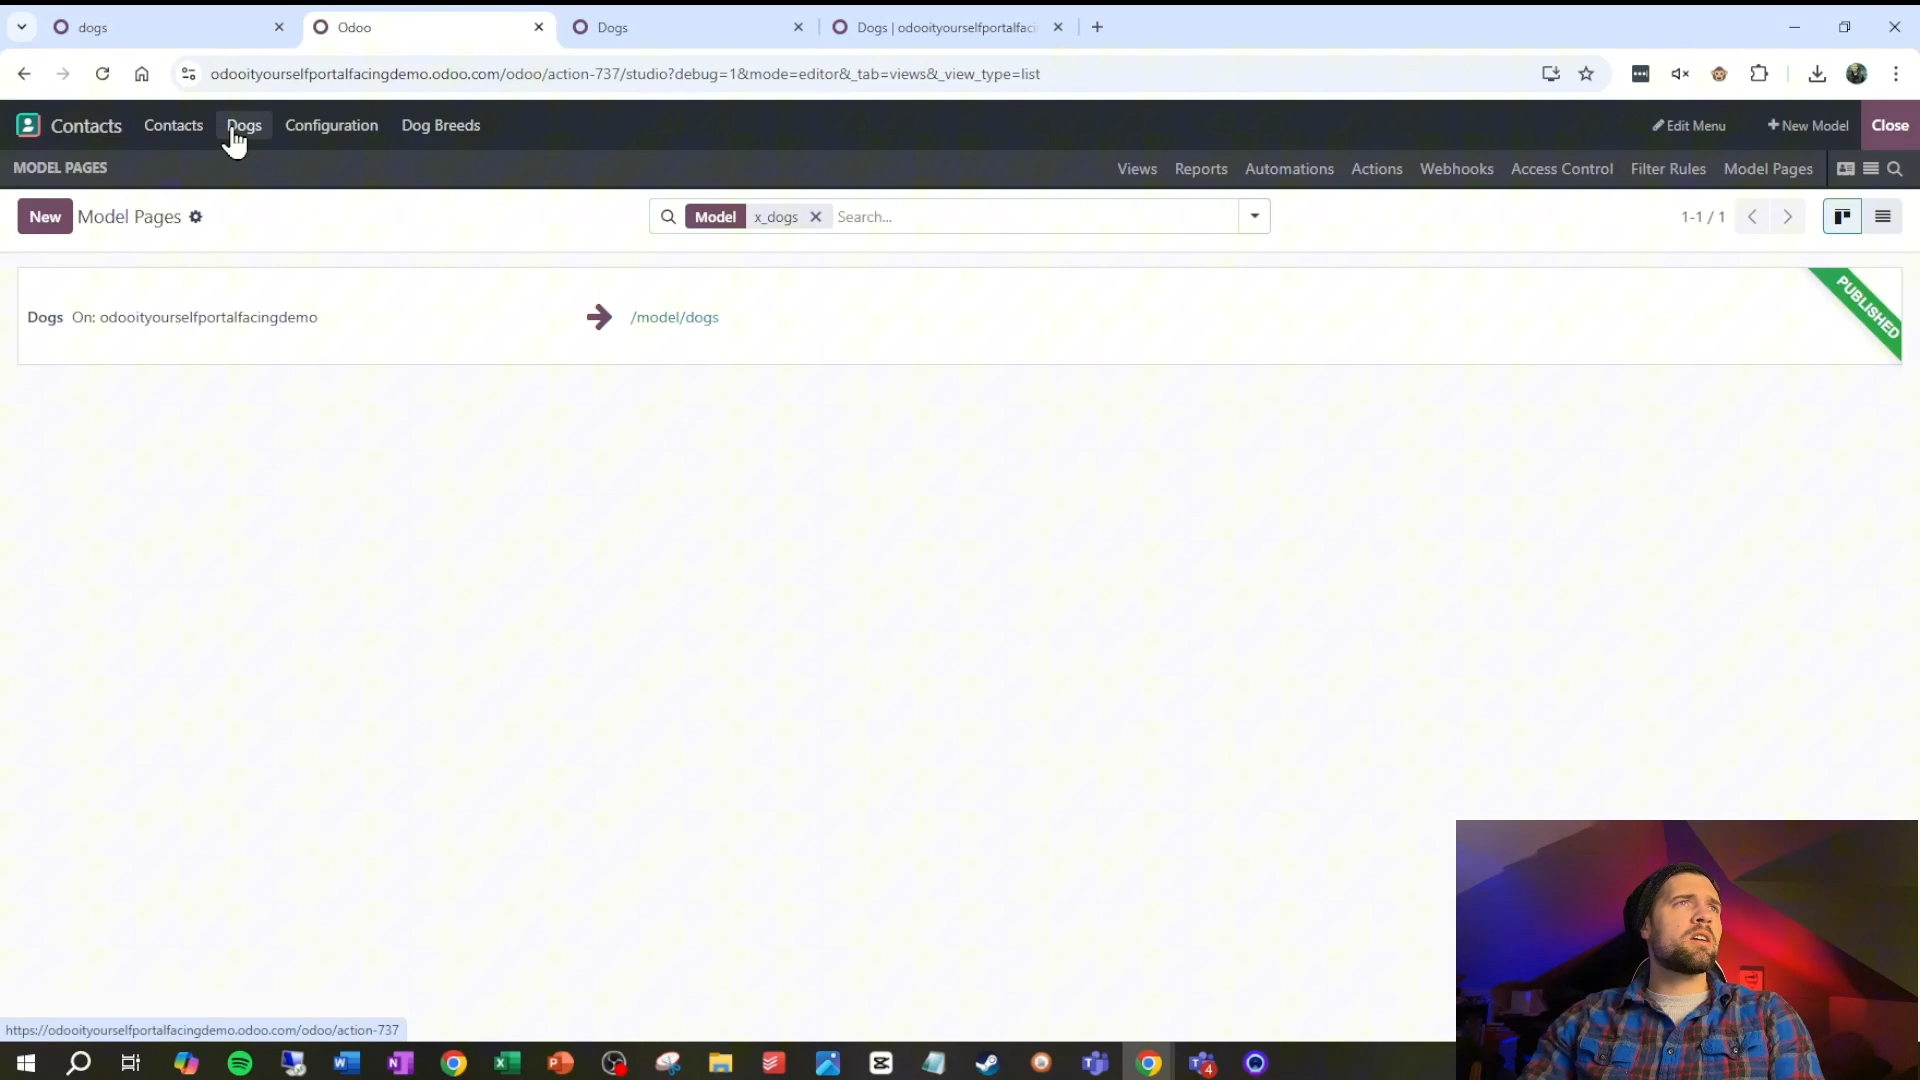 dogs
Odoo
Dogs
Dogs | odooityourselfportalfaci
odooityourselfportalfacingdemo.odoo.com/odoo/action-737/studio?debug=1&mode=editor&_tab=views&_view_type=list
Contacts Contacts Dogs Configuration Dog Breeds
Edit Menu New Model Close
MODEL PAGES
Views Reports Automations Actions Webhooks Access Control Filter Rules Model Pages
New Model Pages
Model x_dogs Search...
1-1 / 1
Dogs On: odooityourselfportalfacingdemo
/model/dogs
PUBLISHED
https://odooityourselfportalfacingdemo.odoo.com/odoo/action-737
4